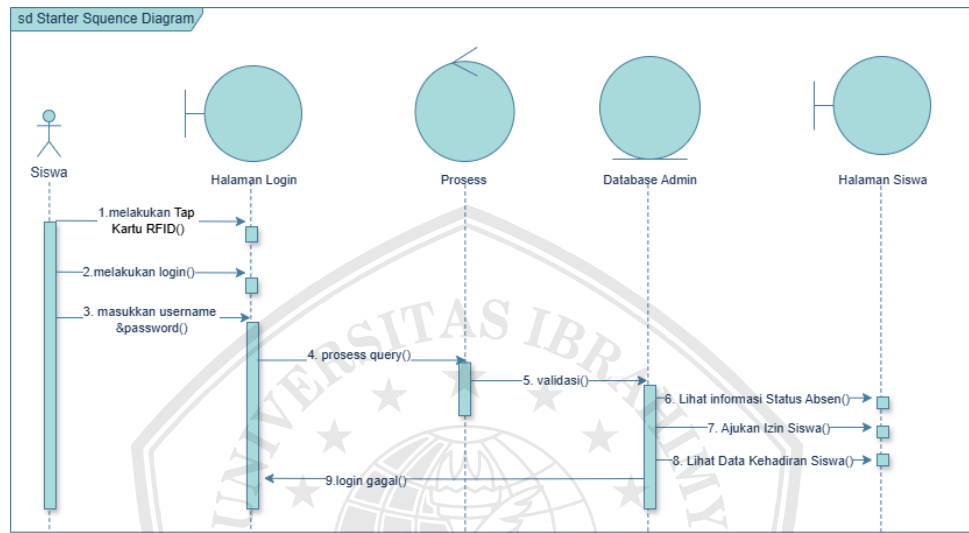 sd Starter Squence Diagram
Siswa
Halaman Login
Prosess
Database Admin
Halaman Siswa
1.melakukan Tap
Kartu RFID()
2.melakukan login()
3. masukkan username
&password()
4. prosess query()
5. validasi()
6. Lihat informasi Status Absen()
7. Ajukan Izin Siswa()
8. Lihat Data Kehadiran Siswa()
9.login gagal()
UNIVERSITAS IBRAHIMY